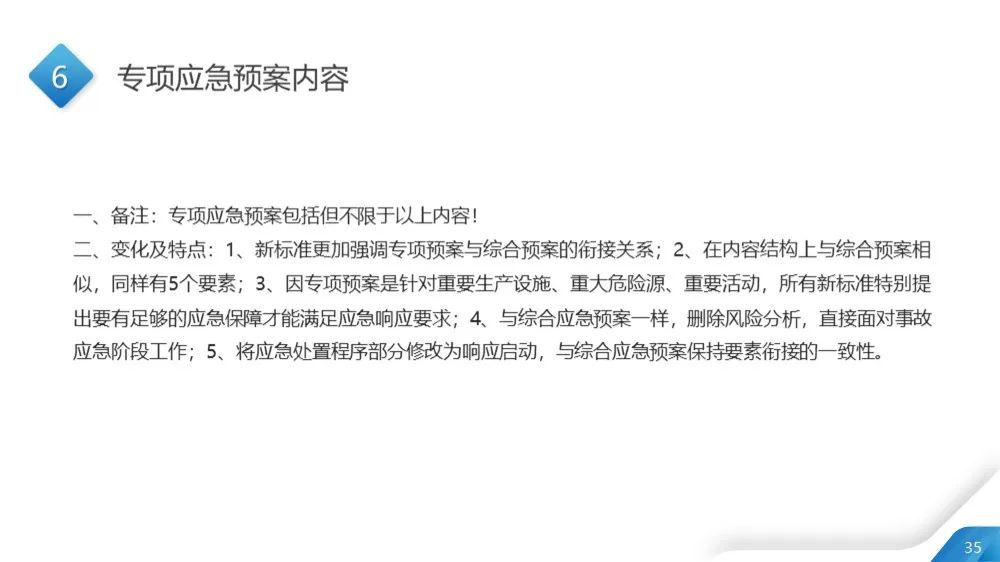 6
专项应急预案内容
一、备注：专项应急预案包括但不限于以上内容！
二、变化及特点：1、新标准更加强调专项预案与综合预案的衔接关系；2、在内容结构上与综合预案相
似，同样有5个要素；3、因专项预案是针对重要生产设施、重大危险源、重要活动，所有新标准特别提
出要有足够的应急保障才能满足应急响应要求；4、与综合应急预案一样，删除风险分析，直接面对事故
应急阶段工作；5、将应急处置程序部分修改为响应启动，与综合应急预案保持要素衔接的一致性。
35